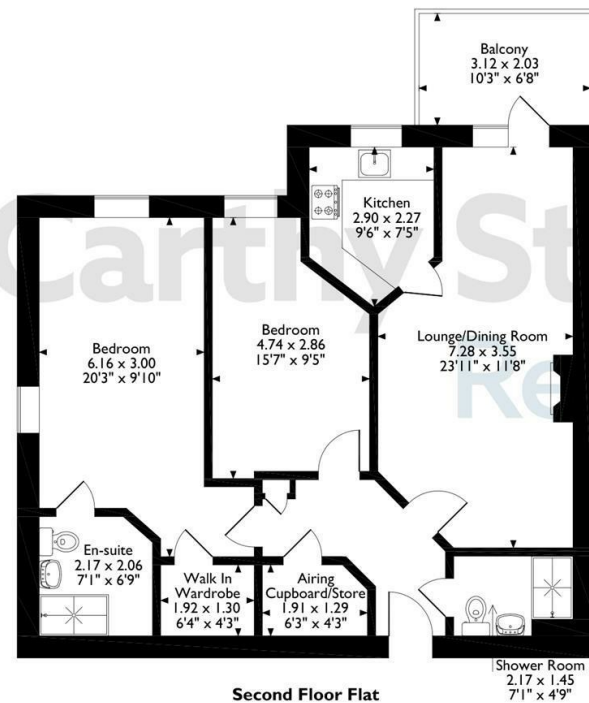 Balcony
3.12 x 2.03
10'3" x 6'8"
Carthy St
Kitchen
2.90 x 2.27
9'6" x 7'5"
Bedroom
6.16 x 3.00
20'3" x 9'10"
Bedroom
4.74 x 2.86
15'7" x 9'5"
Lounge/Dining Room
7.28 x 3.55
23'11" x 11'8"
Re
En-suite
2.17 x 2.06
7'1" x 6'9"
Walk In
Wardrobe
1.92 x 1.30
6'4" x 4'3"
Airing
Cupboard/Store
1.91 x 1.29
6'3" x 4'3"
Shower Room
2.17 x 1.45
7'1" x 4'9"
Second Floor Flat